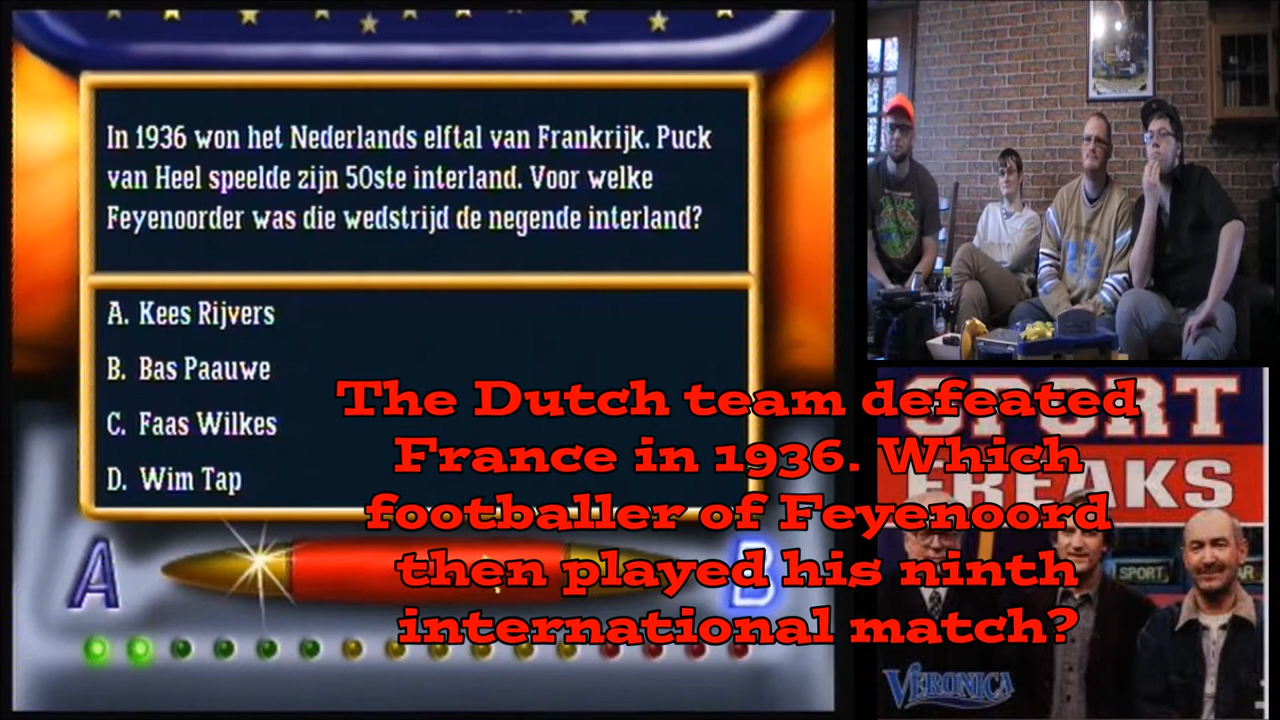 In 1936 won het Nederlands elftal van Frankrijk. Puck
van Heel speelde zijn 50ste interland. Voor welke
Feyenoorder was die wedstrijd de negende interland?
A. Kees Rijvers
B. Bas Paauwe
C. Faas Wilkes
D. Wim Tap
The Dutch team defeated
France in 1936. Which
footballer of Feyenoord
then played his ninth
international match?
A
B
SPORT
FREAKS
SPORT
VERONICA